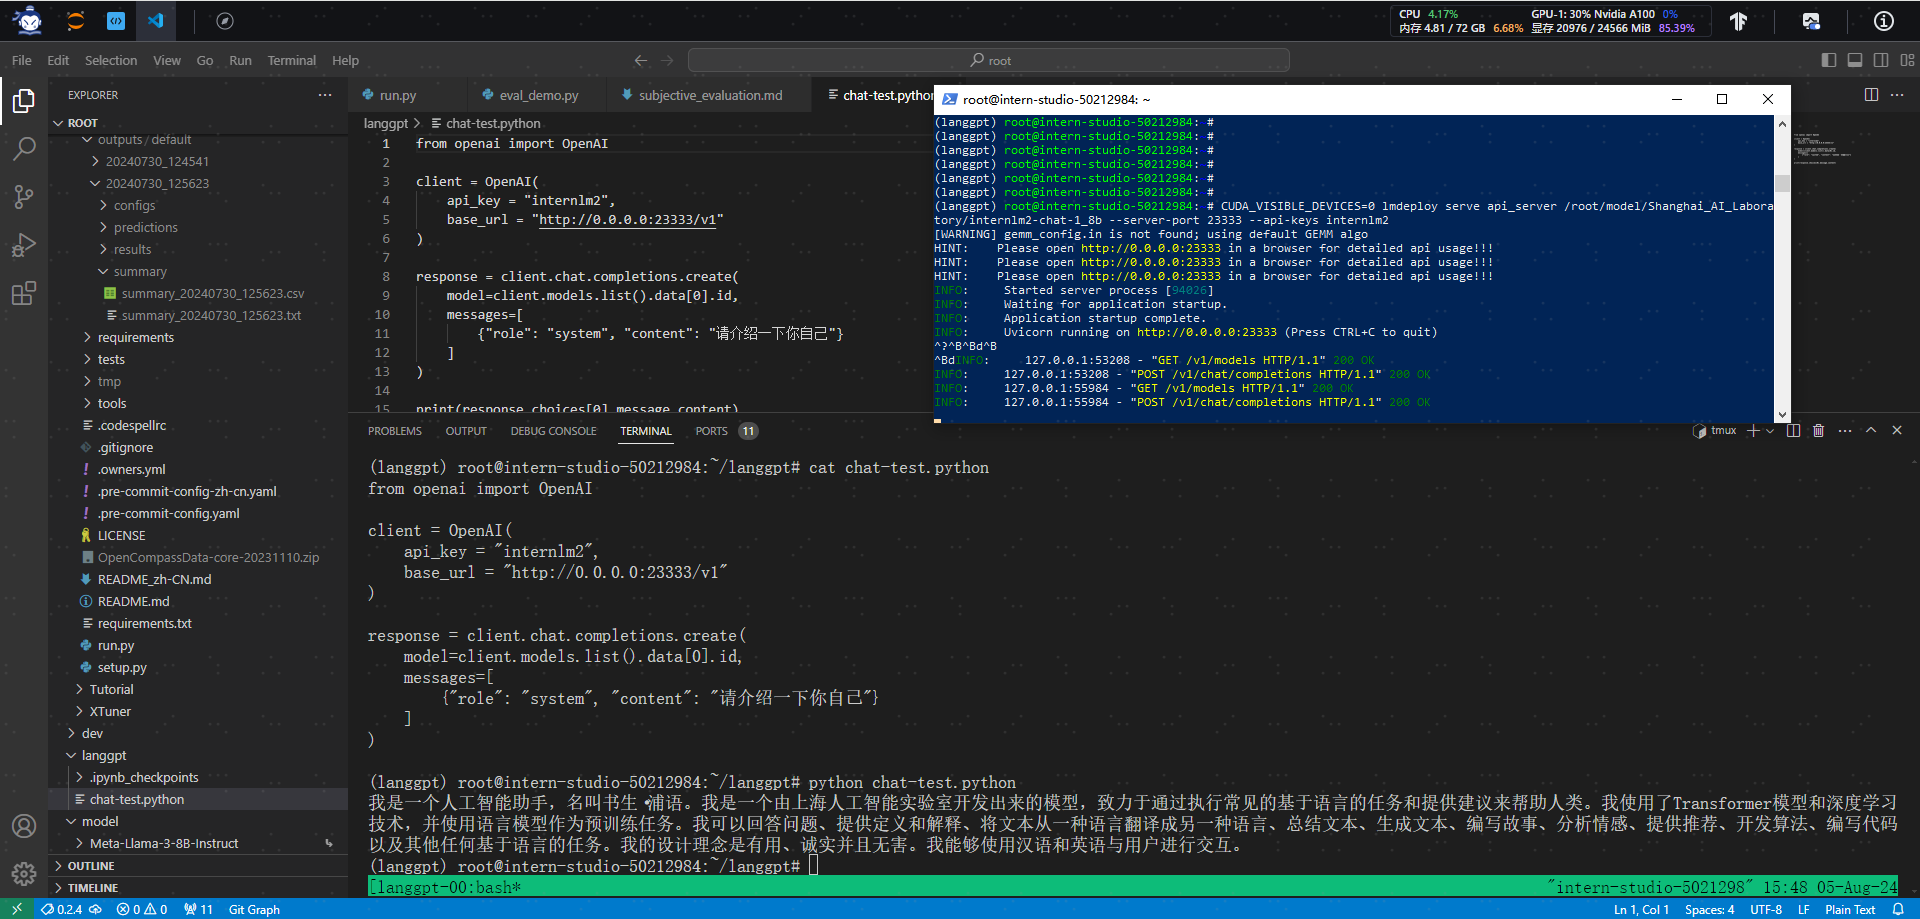 CPU 4.17% GPU-1: 30% Nvidia A100 0%
内存 4.81 / 72 GB 6.68% 显存 20976 / 24566 MiB 85.39%
File Edit Selection View Go Run Terminal Help
root
EXPLORER
ROOT
outputs / default
20240730_124541
20240730_125623
configs
predictions
results
summary
summary_20240730_125623.csv
summary_20240730_125623.txt
requirements
tests
tmp
tools
.codespellrc
.gitignore
.owners.yml
.pre-commit-config-zh-cn.yaml
.pre-commit-config.yaml
LICENSE
OpenCompassData-core-20231110.zip
README_zh-CN.md
README.md
requirements.txt
run.py
setup.py
Tutorial
XTuner
dev
langgpt
.ipynb_checkpoints
chat-test.python
model
Meta-Llama-3-8B-Instruct
OUTLINE
TIMELINE
run.py
eval_demo.py
subjective_evaluation.md
chat-test.python
langgpt > chat-test.python
1 from openai import OpenAI
2
3 client = OpenAI(
4 api_key = "internlm2",
5 base_url = "http://0.0.0.0:23333/v1"
6 )
7
8 response = client.chat.completions.create(
9 model=client.models.list().data[0].id,
10 messages=[
11 {"role": "system", "content": "请介绍一下你自己"}
12 ]
13 )
14
15 print(response.choices[0].message.content)
root@intern-studio-50212984: ~
(langgpt) root@intern-studio-50212984: #
(langgpt) root@intern-studio-50212984: #
(langgpt) root@intern-studio-50212984: #
(langgpt) root@intern-studio-50212984: #
(langgpt) root@intern-studio-50212984: #
(langgpt) root@intern-studio-50212984: #
(langgpt) root@intern-studio-50212984: # CUDA_VISIBLE_DEVICES=0 lmdeploy serve api_server /root/model/Shanghai_AI_Labora
tory/internlm2-chat-1_8b --server-port 23333 --api-keys internlm2
[WARNING] gemm_config.in is not found; using default GEMM algo
HINT: Please open http://0.0.0.0:23333 in a browser for detailed api usage!!!
HINT: Please open http://0.0.0.0:23333 in a browser for detailed api usage!!!
HINT: Please open http://0.0.0.0:23333 in a browser for detailed api usage!!!
INFO: Started server process [94026]
INFO: Waiting for application startup.
INFO: Application startup complete.
INFO: Uvicorn running on http://0.0.0.0:23333 (Press CTRL+C to quit)
^?^B^Bd^B
^BdINFO: 127.0.0.1:53208 - "GET /v1/models HTTP/1.1" 200 OK
INFO: 127.0.0.1:53208 - "POST /v1/chat/completions HTTP/1.1" 200 OK
INFO: 127.0.0.1:55984 - "GET /v1/models HTTP/1.1" 200 OK
INFO: 127.0.0.1:55984 - "POST /v1/chat/completions HTTP/1.1" 200 OK
PROBLEMS OUTPUT DEBUG CONSOLE TERMINAL PORTS 11
tmux
(langgpt) root@intern-studio-50212984:~/langgpt# cat chat-test.python
from openai import OpenAI
client = OpenAI(
api_key = "internlm2",
base_url = "http://0.0.0.0:23333/v1"
)
response = client.chat.completions.create(
model=client.models.list().data[0].id,
messages=[
{"role": "system", "content": "请介绍一下你自己"}
]
)
(langgpt) root@intern-studio-50212984:~/langgpt# python chat-test.python
我是一个人工智能助手，名叫书生·浦语。我是一个由上海人工智能实验室开发出来的模型，致力于通过执行常见的基于语言的任务和提供建议来帮助人类。我使用了Transformer模型和深度学习
技术，并使用语言模型作为预训练任务。我可以回答问题、提供定义和解释、将文本从一种语言翻译成另一种语言、总结文本、生成文本、编写故事、分析情感、提供推荐、开发算法、编写代码
以及其他任何基于语言的任务。我的设计理念是有用、诚实并且无害。我能够使用汉语和英语与用户进行交互。
(langgpt) root@intern-studio-50212984:~/langgpt#
[langgpt-00:bash* "intern-studio-5021298" 15:48 05-Aug-24
0.2.4 0 0 11 Git Graph Ln 1, Col 1 Spaces: 4 UTF-8 LF Plain Text